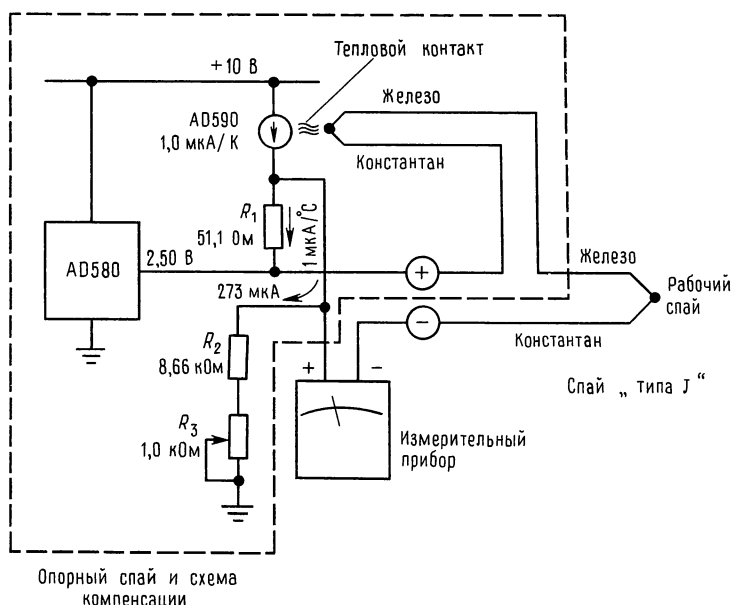 +10 В
Тепловой контакт
Железо
AD590
1,0 мкА/К
Константан
R1
51,1 Ом
1мкА/°C
AD580
2,50 В
+
Железо
273 мкА
Рабочий
спай
−
R2
8,66 кОм
Константан
+ −
Спай „ типа J “
R3
1,0 кОм
Измерительный
прибор
Опорный спай и схема
компенсации